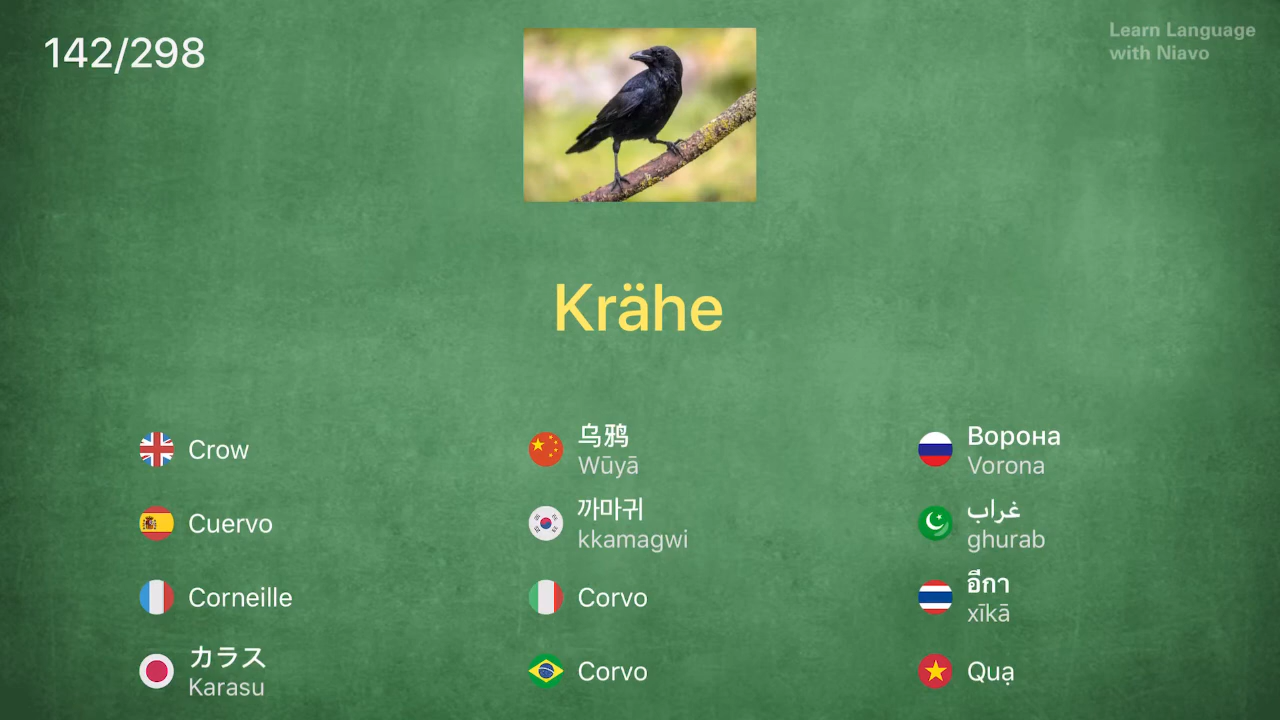 142/298
Learn Language
with Niavo
Krähe
Crow
Cuervo
Corneille
カラス
Karasu
乌鸦
Wūyā
까마귀
kkamagwi
Corvo
Corvo
Ворона
Vorona
غراب
ghurab
อีกา
xīkā
Quạ